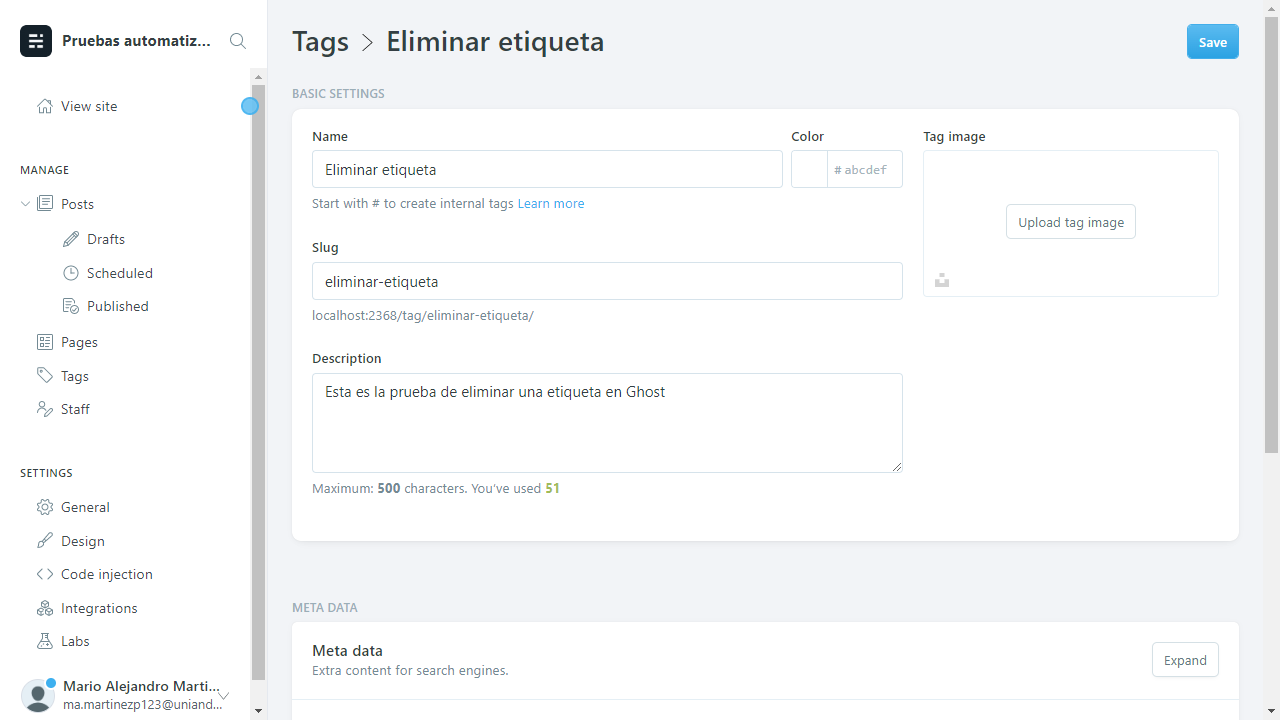 Pruebas automatiz...
View site
MANAGE
Posts
Drafts
Scheduled
Published
Pages
Tags
Staff
SETTINGS
General
Design
Code injection
Integrations
Labs
Mario Alejandro Marti...
ma.martinezp123@uniand...
Tags > Eliminar etiqueta
Save
BASIC SETTINGS
Name
Eliminar etiqueta
Start with # to create internal tags Learn more
Color
# abcdef
Tag image
Upload tag image
Slug
eliminar-etiqueta
localhost:2368/tag/eliminar-etiqueta/
Description
Esta es la prueba de eliminar una etiqueta en Ghost
Maximum: 500 characters. You've used 51
META DATA
Meta data
Extra content for search engines.
Expand